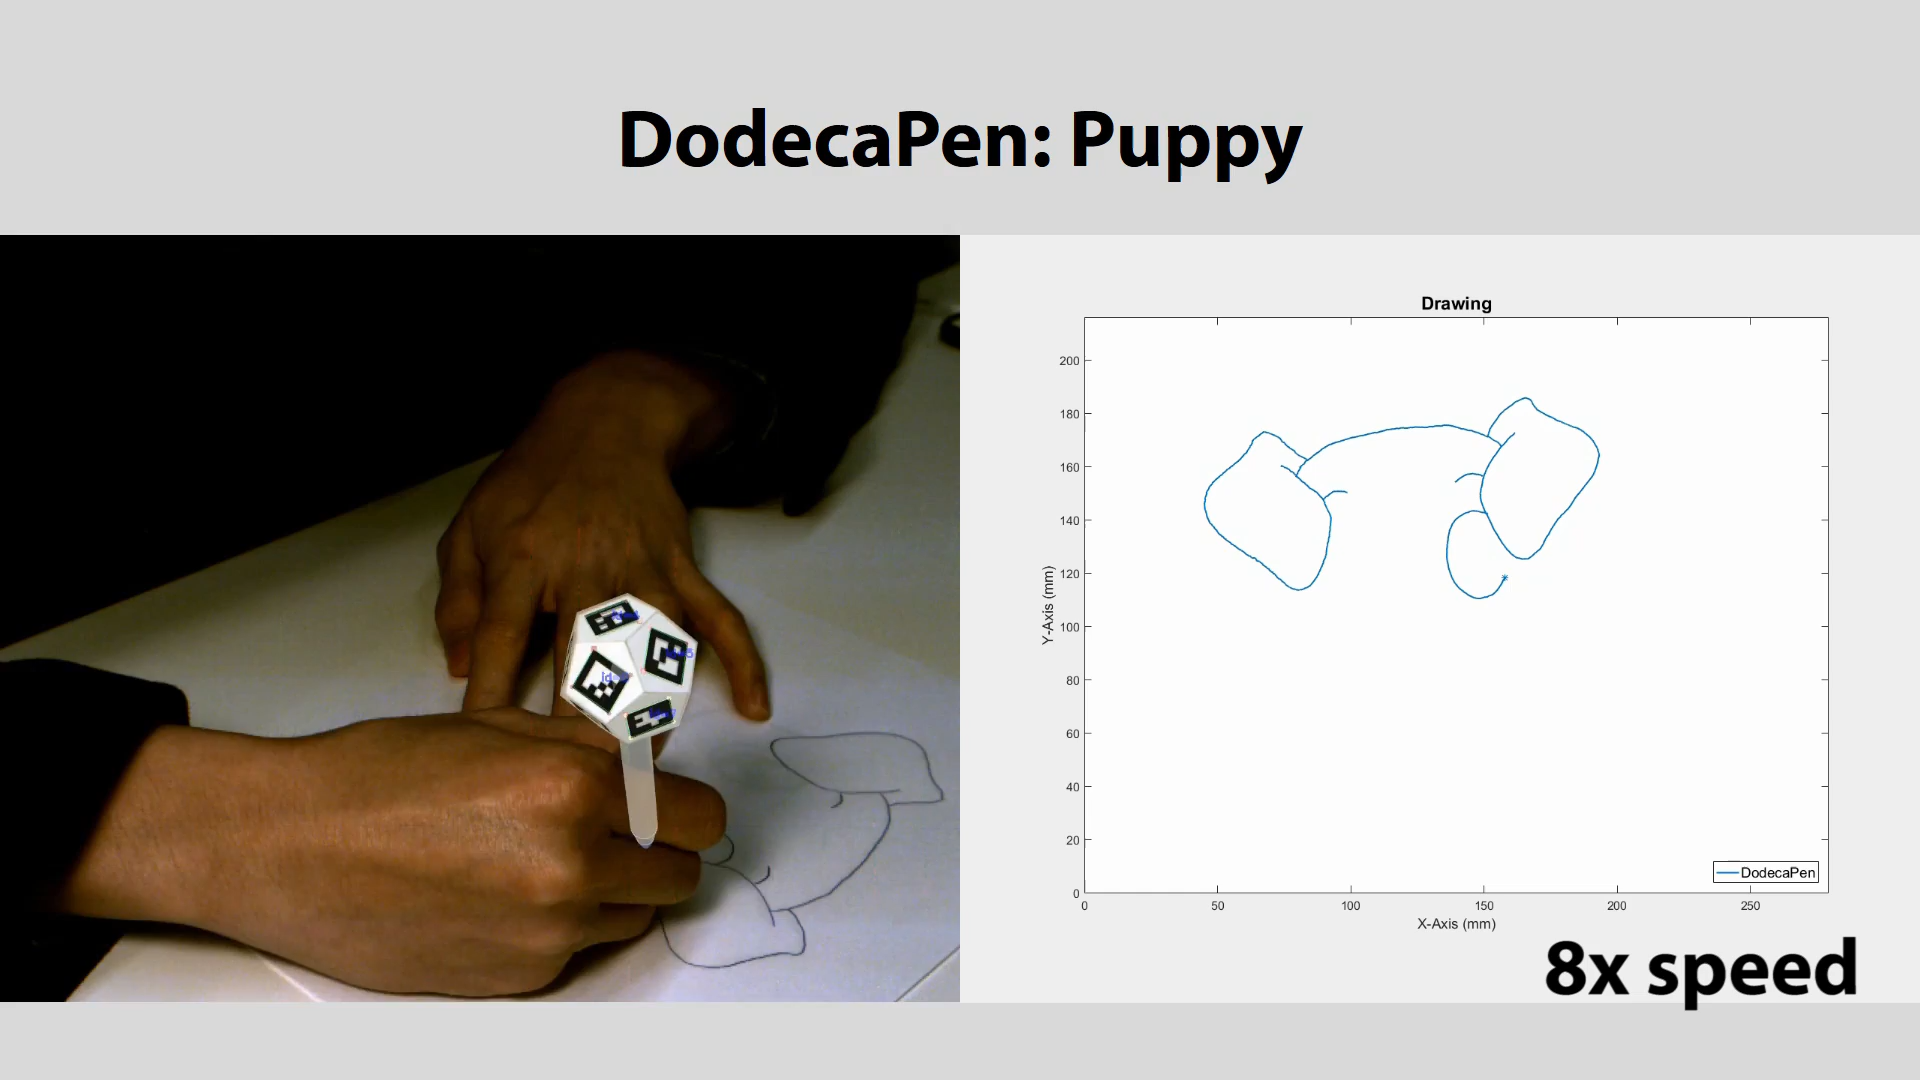 DodecaPen: Puppy
Drawing
200
180
160
140
120
100
80
60
40
20
0
Y-Axis (mm)
0
50
100
150
200
250
X-Axis (mm)
DodecaPen
8x speed